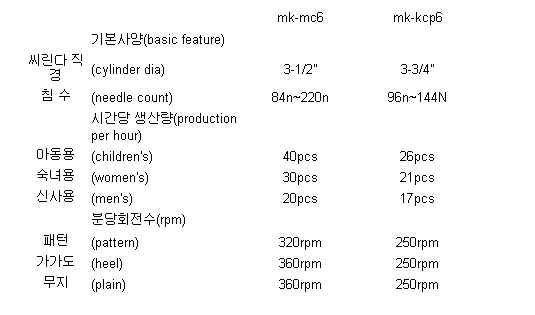 mk-mc6 mk-kcp6
기본사양(basic feature)
씨린다 직경 (cylinder dia) 3-1/2" 3-3/4"
침 수 (needle count) 84n~220n 96n~144N
시간당 생산량(production
per hour)
아동용 (children's) 40pcs 26pcs
숙녀용 (women's) 30pcs 21pcs
신사용 (men's) 20pcs 17pcs
분당회전수(rpm)
패턴 (pattern) 320rpm 250rpm
가가도 (heel) 360rpm 250rpm
무지 (plain) 360rpm 250rpm